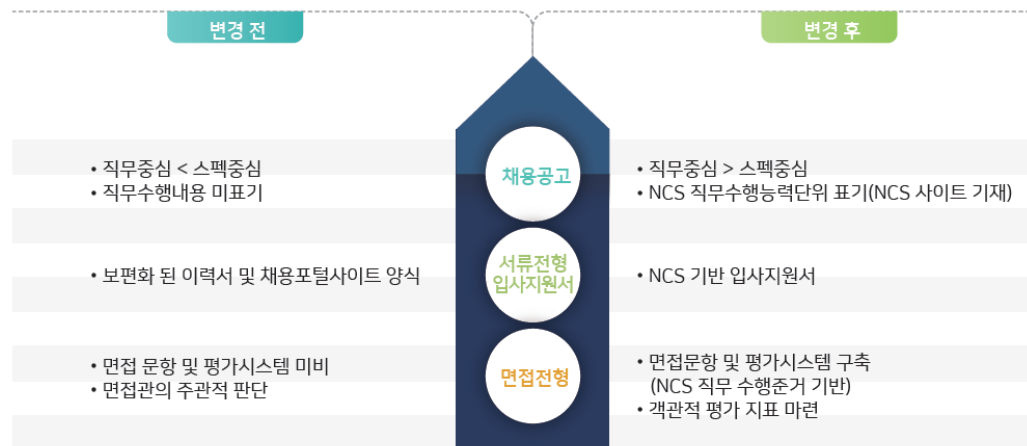 변경 전
변경 후
채용공고
• 직무중심 < 스펙중심
• 직무수행내용 미표기
• 직무중심 > 스펙중심
• NCS 직무수행능력단위 표기(NCS 사이트 기재)
서류전형
입사지원서
• 보편화 된 이력서 및 채용포털사이트 양식
• NCS 기반 입사지원서
면접전형
• 면접 문항 및 평가시스템 미비
• 면접관의 주관적 판단
• 면접문항 및 평가시스템 구축
(NCS 직무 수행준거 기반)
• 객관적 평가 지표 마련